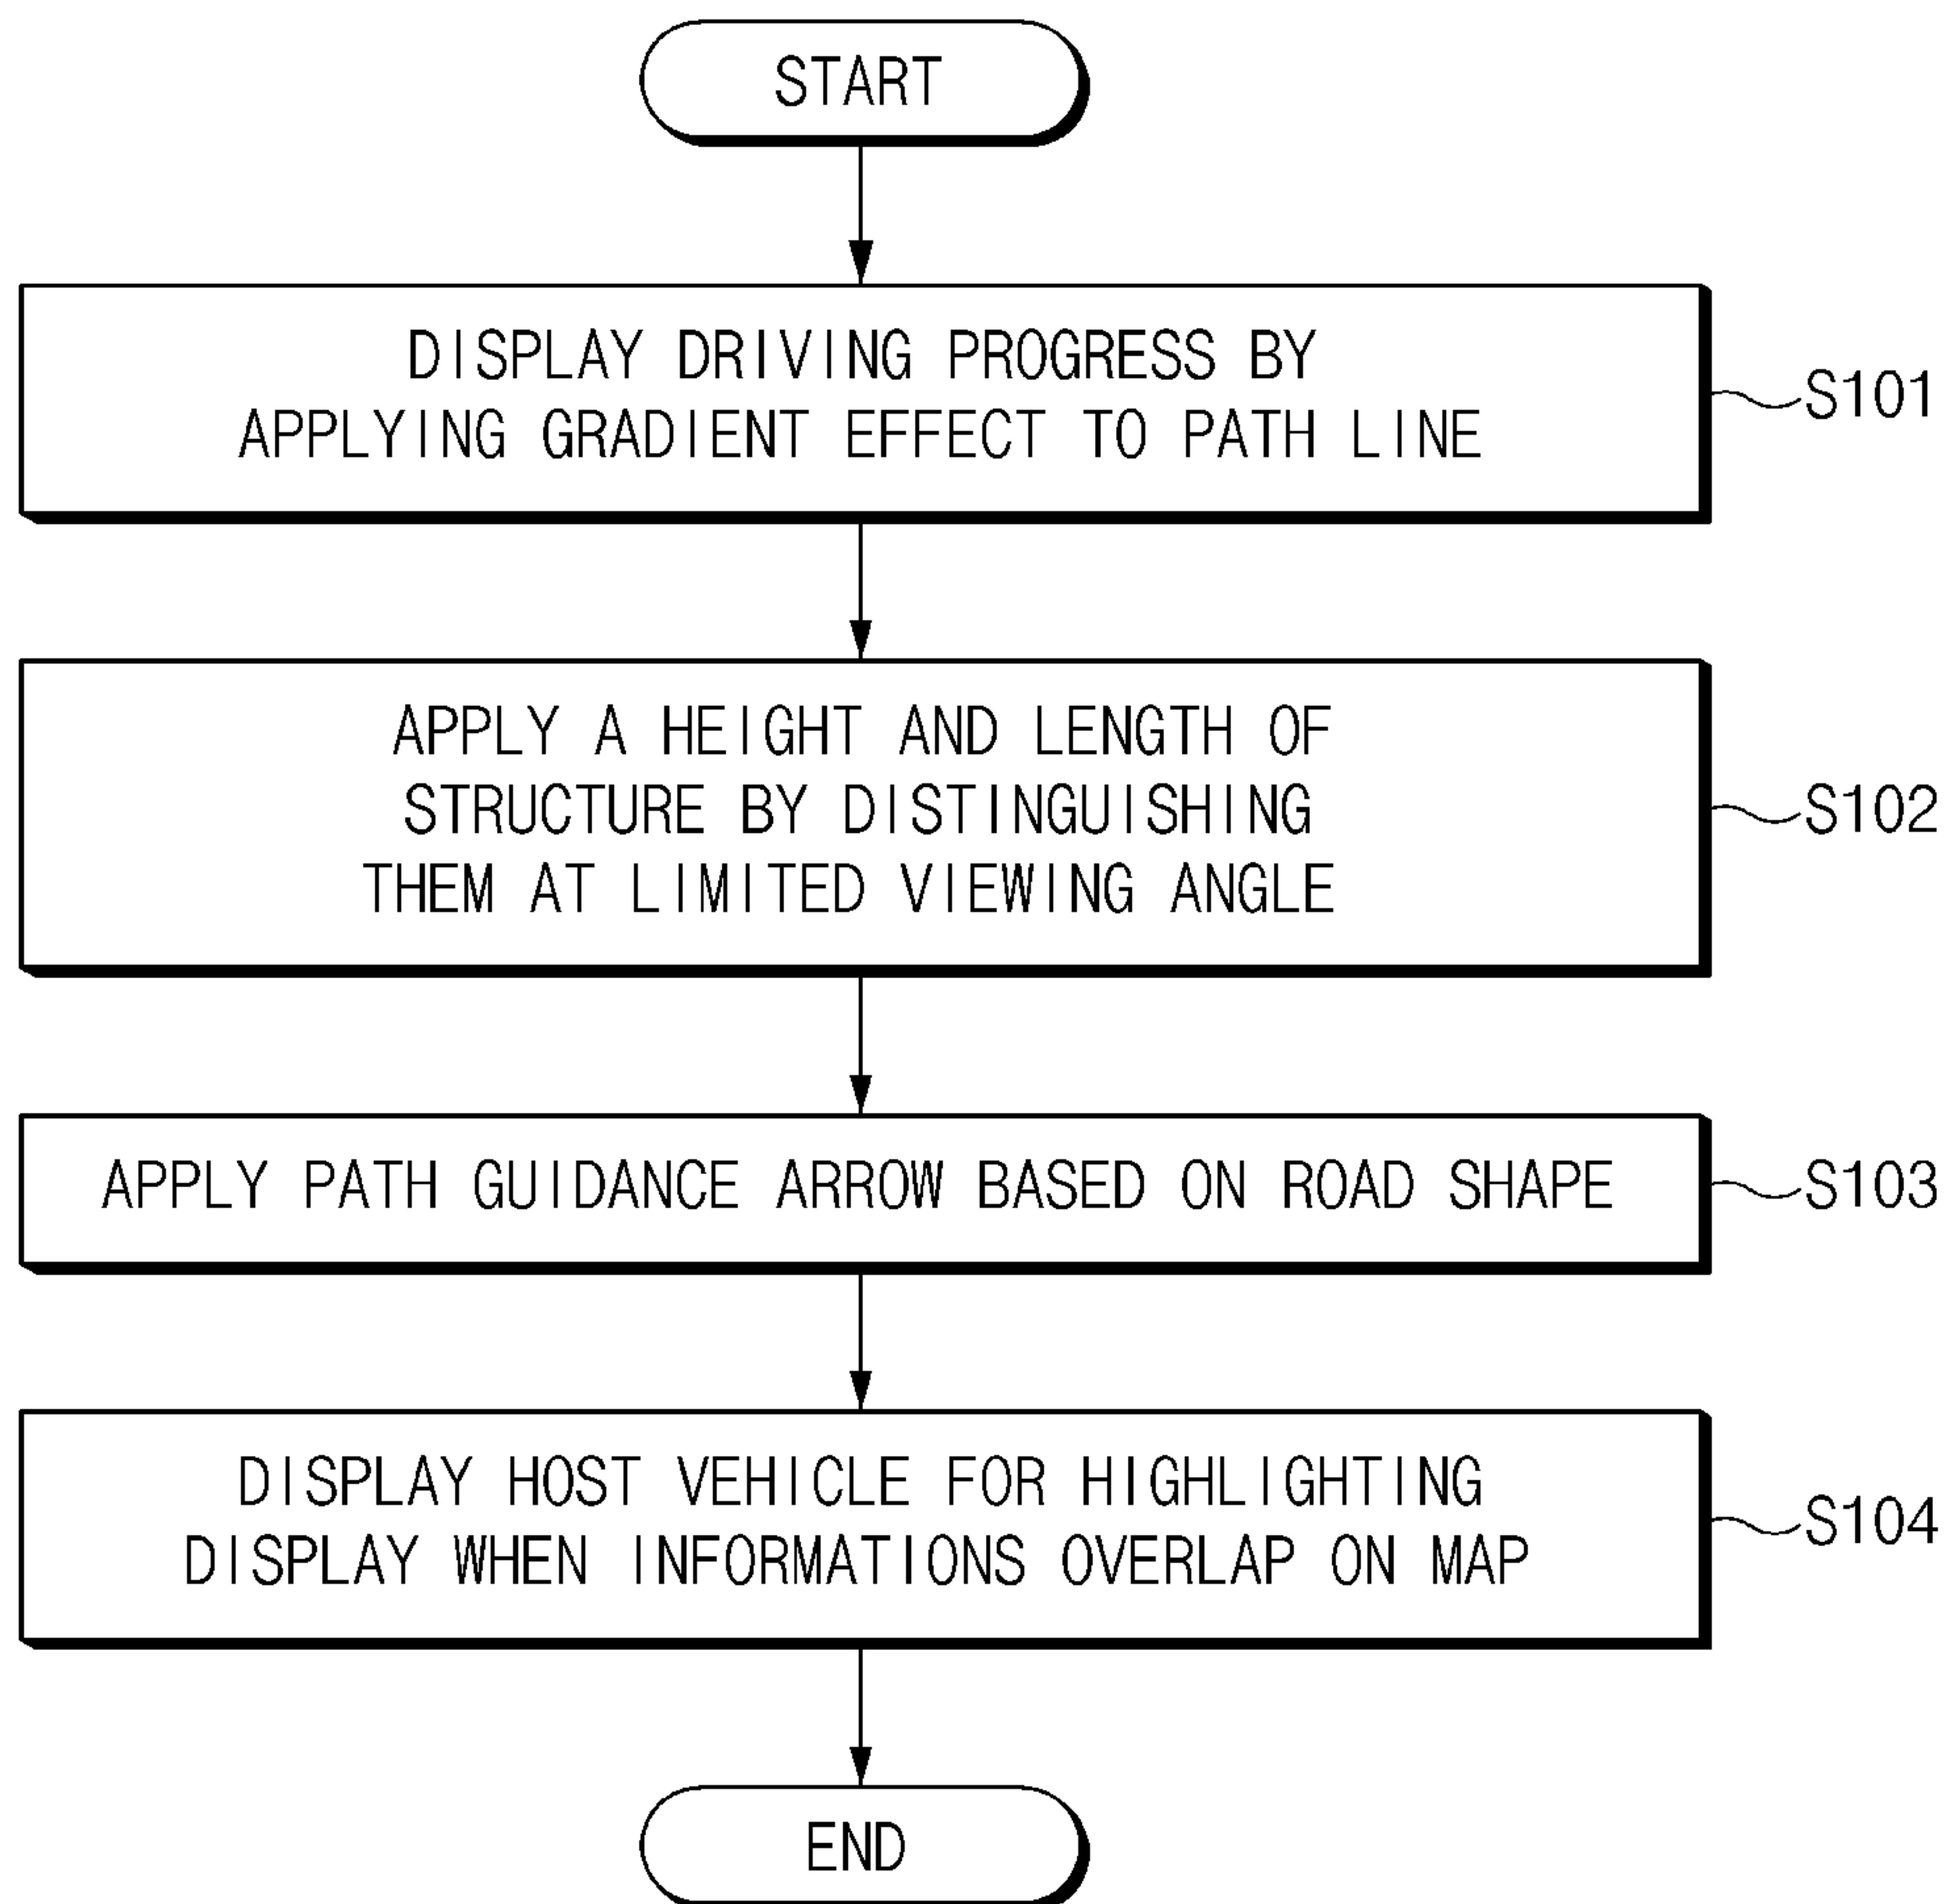 START
DISPLAY DRIVING PROGRESS BY
APPLYING GRADIENT EFFECT TO PATH LINE
S101
APPLY A HEIGHT AND LENGTH OF
STRUCTURE BY DISTINGUISHING
THEM AT LIMITED VIEWING ANGLE
S102
APPLY PATH GUIDANCE ARROW BASED ON ROAD SHAPE
S103
DISPLAY HOST VEHICLE FOR HIGHLIGHTING
DISPLAY WHEN INFORMATIONS OVERLAP ON MAP
S104
END